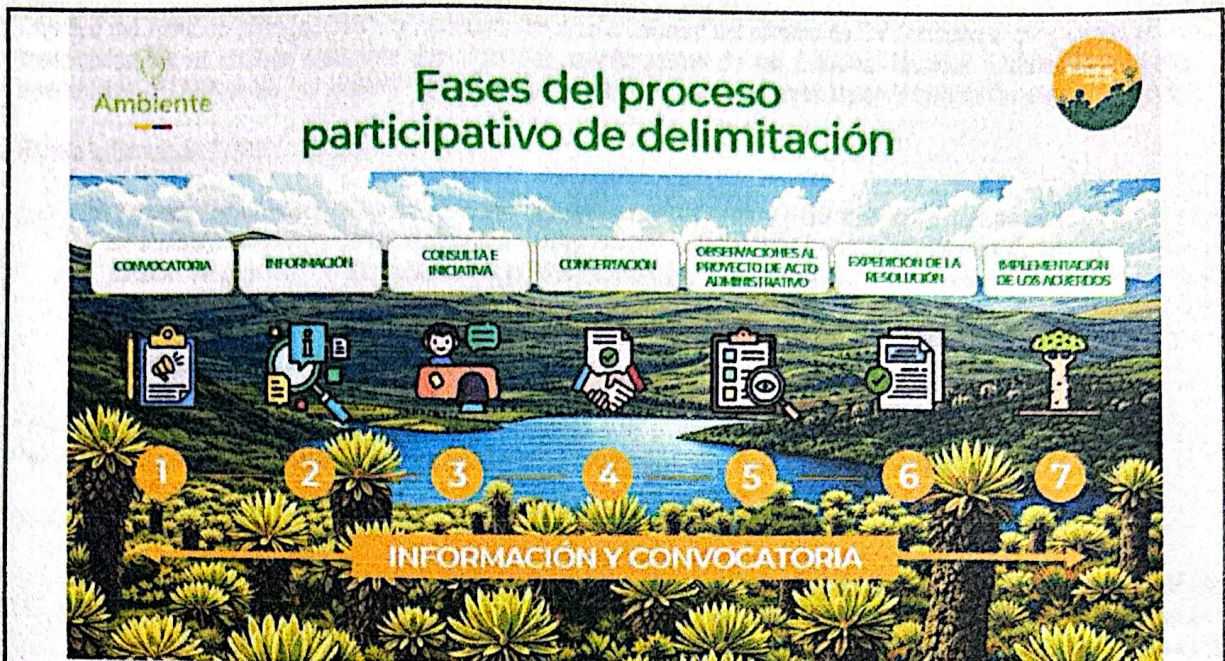 Ambiente
Fases del proceso
participativo de delimitación
CONVOCATORIA
INFORMACIÓN
CONSULTA E
INICIATIVA
CONCERTACIÓN
OBSERVACIONES AL
PROYECTO DE ACTO
ADMINISTRATIVO
EXPEDICIÓN DE LA
RESOLUCIÓN
IMPLEMENTACIÓN
DE LOS ACUERDOS
1
2
3
4
5
6
7
INFORMACIÓN Y CONVOCATORIA